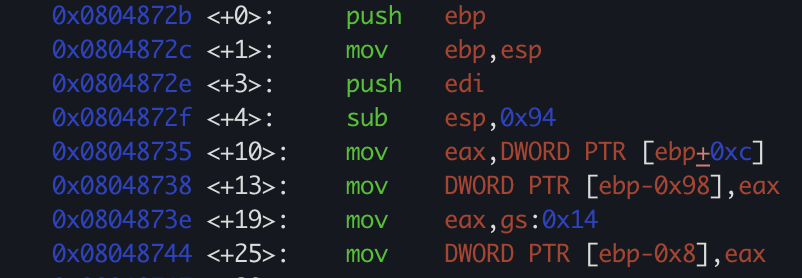 0x0804872b <+0>: push ebp
0x0804872c <+1>: mov ebp,esp
0x0804872e <+3>: push edi
0x0804872f <+4>: sub esp,0x94
0x08048735 <+10>: mov eax,DWORD PTR [ebp+0xc]
0x08048738 <+13>: mov DWORD PTR [ebp-0x98],eax
0x0804873e <+19>: mov eax,gs:0x14
0x08048744 <+25>: mov DWORD PTR [ebp-0x8],eax